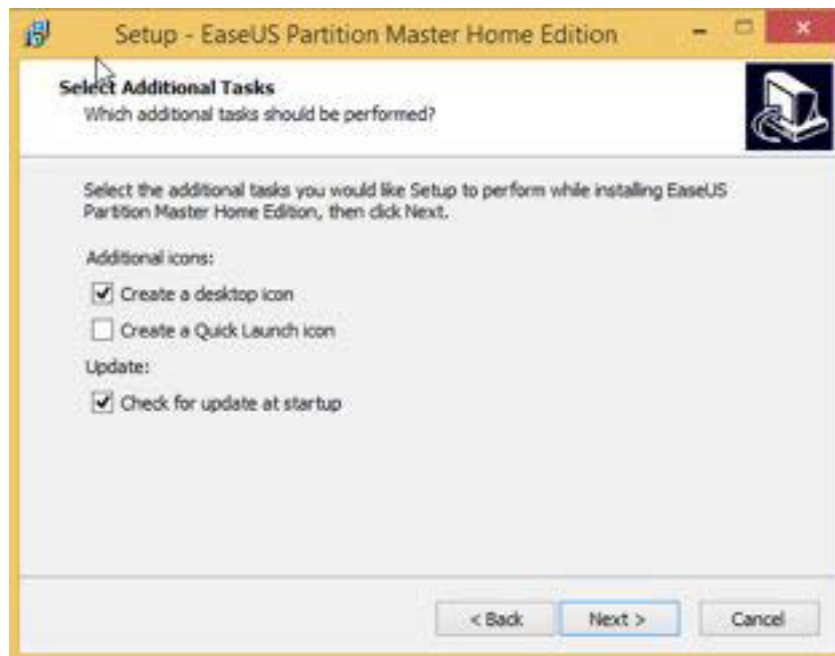 Setup - EaseUS Partition Master Home Edition
Select Additional Tasks
Which additional tasks should be performed?
Select the additional tasks you would like Setup to perform while installing EaseUS
Partition Master Home Edition, then click Next.
Additional icons:
Create a desktop icon
Create a Quick Launch icon
Update:
Check for update at startup
< Back Next > Cancel